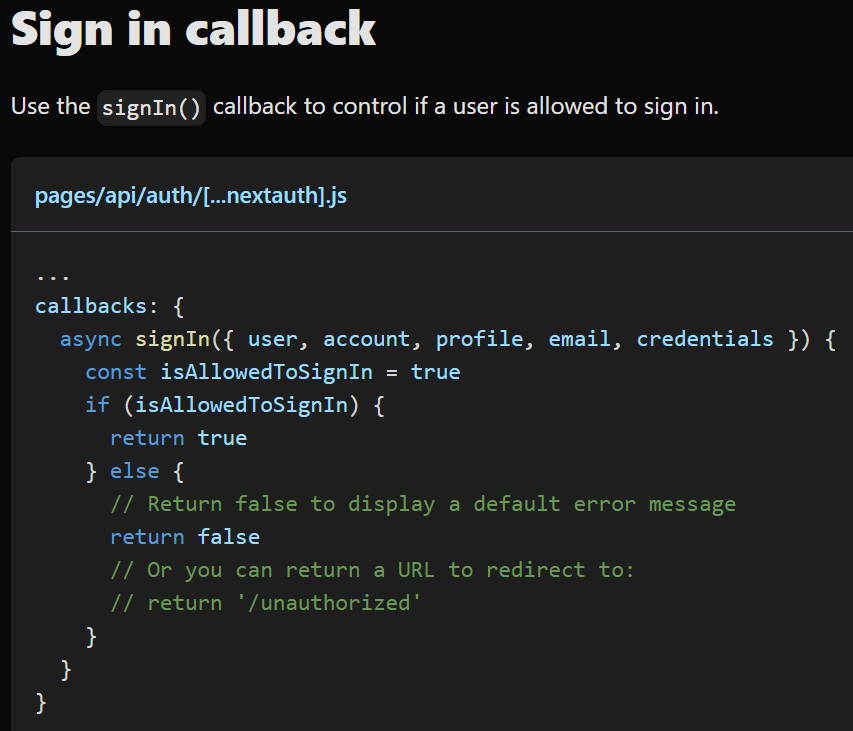 Sign in callback
Use the signIn() callback to control if a user is allowed to sign in.
pages/api/auth/[...nextauth].js
...
callbacks: {
  async signIn({ user, account, profile, email, credentials }) {
    const isAllowedToSignIn = true
    if (isAllowedToSignIn) {
      return true
    } else {
      // Return false to display a default error message
      return false
      // Or you can return a URL to redirect to:
      // return '/unauthorized'
    }
  }
}